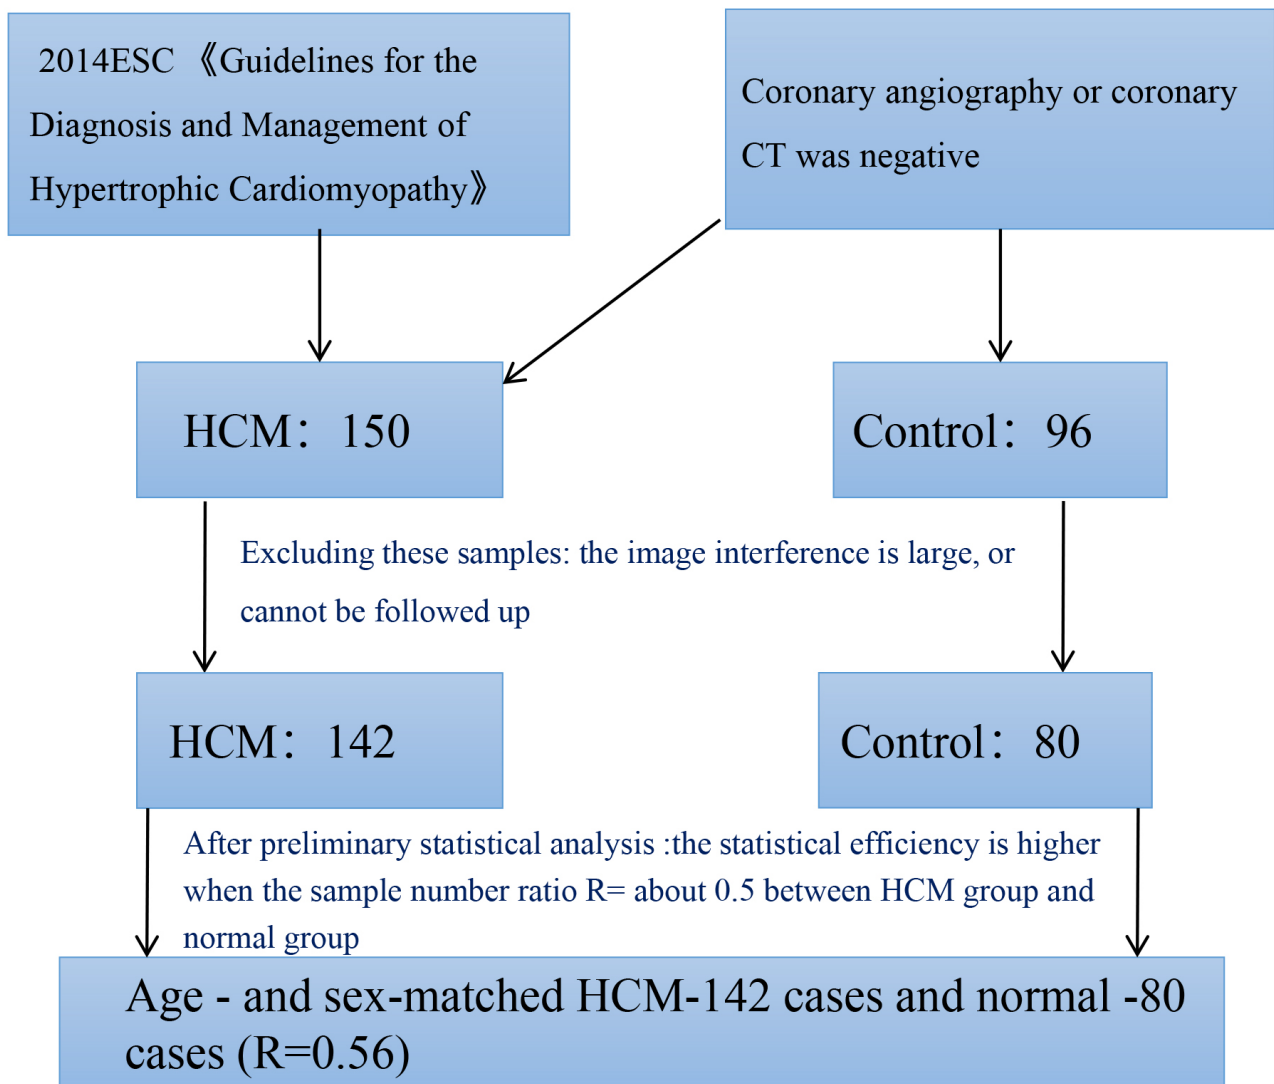 2014ESC 《Guidelines for the
Diagnosis and Management of
Hypertrophic Cardiomyopathy》
Coronary angiography or coronary
CT was negative
HCM：150
Control：96
Excluding these samples: the image interference is large, or
cannot be followed up
HCM：142
Control：80
After preliminary statistical analysis :the statistical efficiency is higher
when the sample number ratio R= about 0.5 between HCM group and
normal group
Age - and sex-matched HCM-142 cases and normal -80
cases (R=0.56)